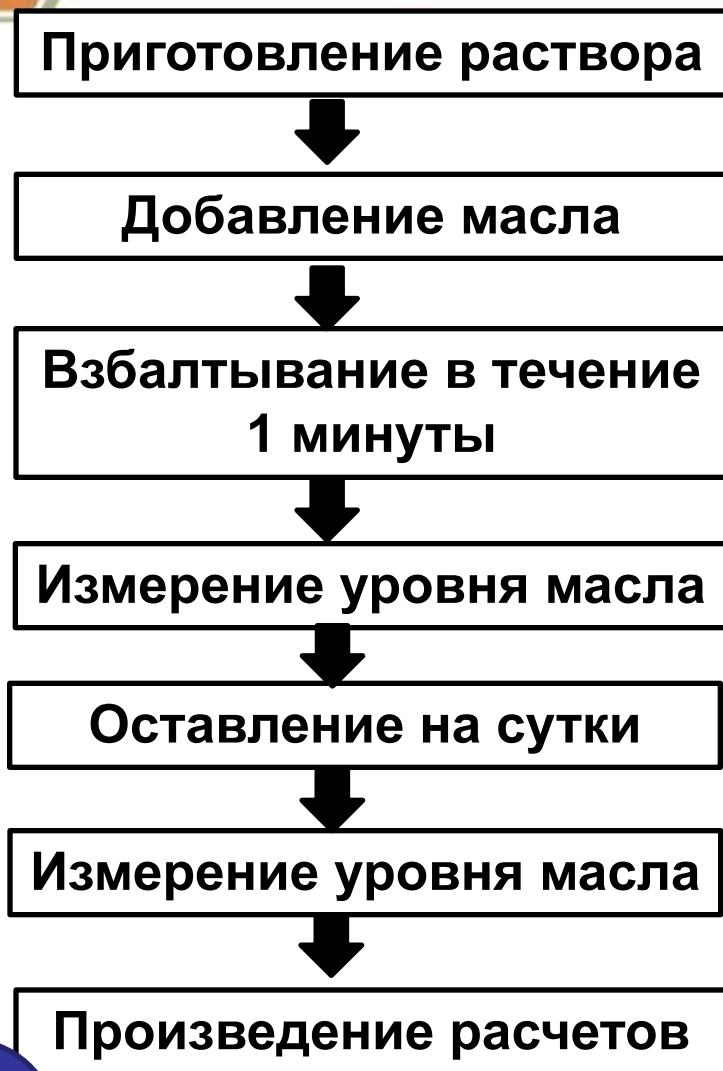 Приготовление раствора
Добавление масла
Взбалтывание в течение
1 минуты
Измерение уровня масла
Оставление на сутки
Измерение уровня масла
Произведение расчетов